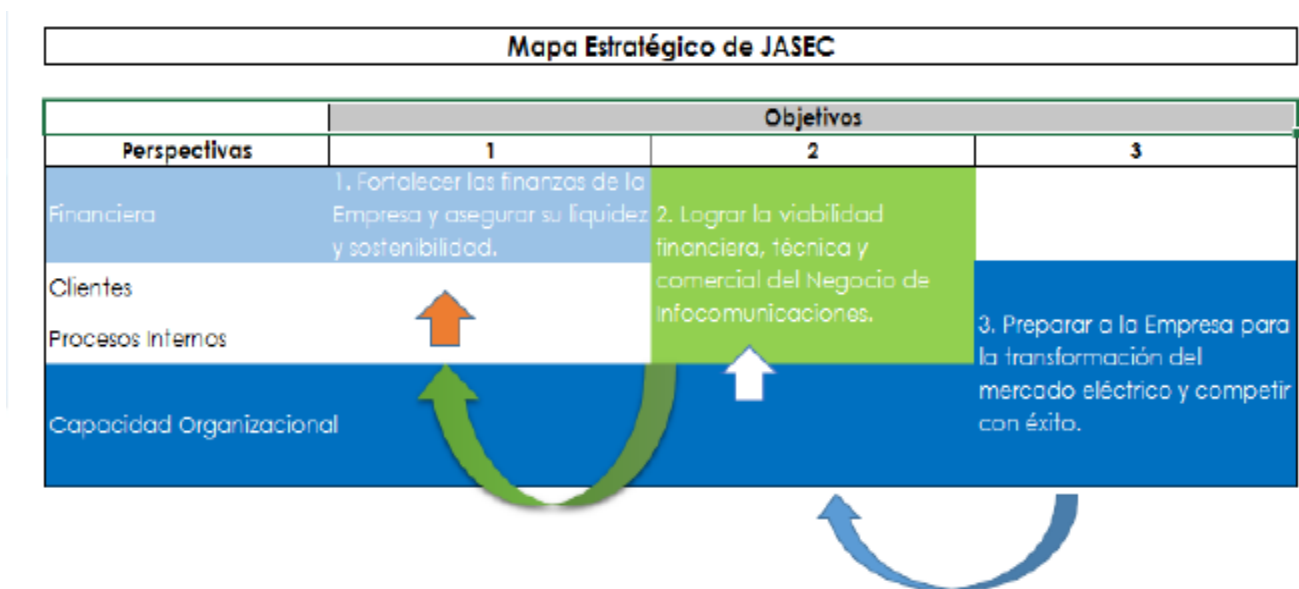 Mapa Estratégico de JASEC
Objetivos
Perspectivas
1
2
3
Financiera
1. Fortalecer las finanzas de la
Empresa y asegurar su liquidez
y sostenibilidad.
2. Lograr la viabilidad
financiera, técnica y
comercial del Negocio de
Infocomunicaciones.
Clientes
Procesos Internos
3. Preparar a la Empresa para
la transformación del
mercado eléctrico y competir
con éxito.
Capacidad Organizacional